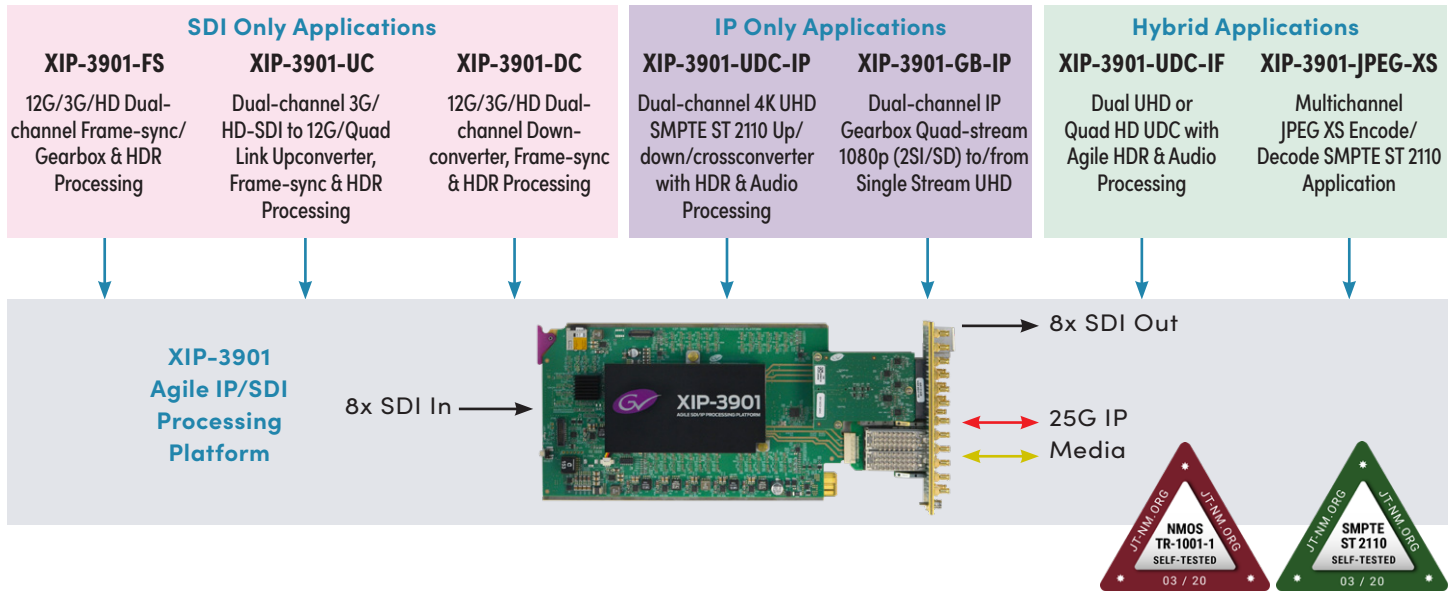 SDI Only Applications
XIP-3901-FS
12G/3G/HD Dual-
channel Frame-sync/
Gearbox & HDR
Processing
XIP-3901-UC
Dual-channel 3G/
HD-SDI to 12G/Quad
Link Upconverter,
Frame-sync & HDR
Processing
XIP-3901-DC
12G/3G/HD Dual-
channel Down-
converter, Frame-sync
& HDR Processing
IP Only Applications
XIP-3901-UDC-IP
Dual-channel 4K UHD
SMPTE ST 2110 Up/
down/crossconverter
with HDR & Audio
Processing
XIP-3901-GB-IP
Dual-channel IP
Gearbox Quad-stream
1080p (2SI/SD) to/from
Single Stream UHD
Hybrid Applications
XIP-3901-UDC-IF
Dual UHD or
Quad HD UDC with
Agile HDR & Audio
Processing
XIP-3901-JPEG-XS
Multichannel
JPEG XS Encode/
Decode SMPTE ST 2110
Application
XIP-3901
Agile IP/SDI
Processing
Platform
8x SDI In
XIP-3901
AGILE SDI/IP PROCESSING PLATFORM
8x SDI Out
25G IP
Media
JT-NM.ORG
JT-NM.ORG
NMOS
TR-1001-1
SELF-TESTED
03 / 20
JT-NM.ORG
JT-NM.ORG
SMPTE
ST 2110
SELF-TESTED
03 / 20